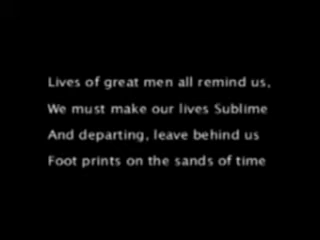 Lives of great men all remind us,
We must make our lives Sublime
And departing, leave behind us
Foot prints on the sands of time